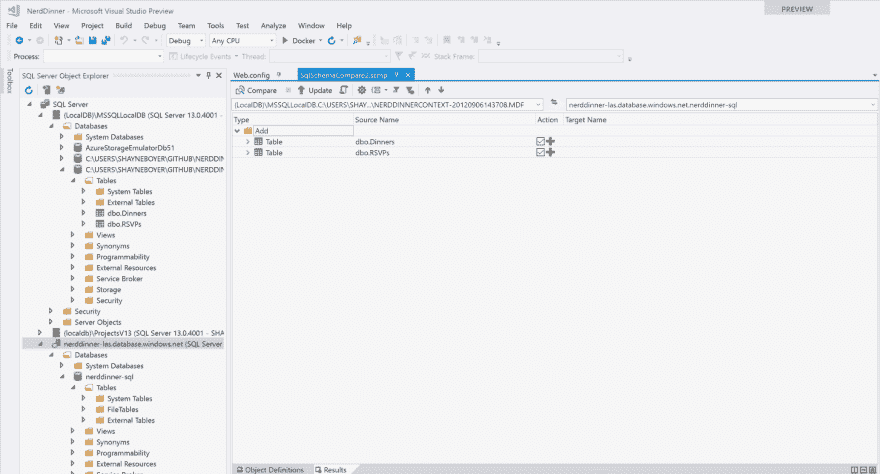 NerdDinner - Microsoft Visual Studio Preview
PREVIEW
File Edit View Project Build Debug Team Tools Test Analyze Window Help
Debug Any CPU Docker
Process: Lifecycle Events Thread: Stack Frame:
Toolbox
SQL Server Object Explorer
Web.config SqlSchemaCompare2.scmp
Compare Update
(LocalDB)\MSSQLLocalDB.C:\USERS\SHAY...\NERDDINNERCONTEXT-20120906143708.MDF nerddinner-las.database.windows.net.nerddinner-sql
Type Source Name Action Target Name
Add
Table dbo.Dinners
Table dbo.RSVPs
SQL Server
(LocalDB)\MSSQLLocalDB (SQL Server 13.0.4001 -
Databases
System Databases
AzureStorageEmulatorDb51
C:\USERS\SHAYNEBOYER\GITHUB\NERDDIN
C:\USERS\SHAYNEBOYER\GITHUB\NERDDIN
Tables
System Tables
External Tables
dbo.Dinners
dbo.RSVPs
Views
Synonyms
Programmability
External Resources
Service Broker
Storage
Security
Security
Server Objects
(localdb)\ProjectsV13 (SQL Server 13.0.4001 - SHA
nerddinner-las.database.windows.net (SQL Server
Databases
System Databases
nerddinner-sql
Tables
System Tables
FileTables
External Tables
Views
Synonyms
Programmability
External Resources
Object Definitions Results